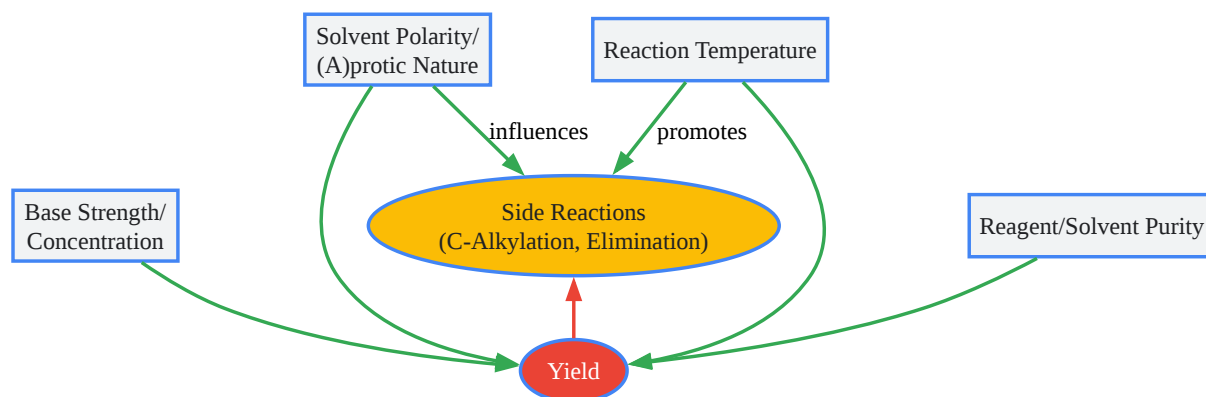 Solvent Polarity/
(A)protic Nature
Reaction Temperature
influences
promotes
Base Strength/
Concentration
Side Reactions
(C-Alkylation, Elimination)
Reagent/Solvent Purity
Yield